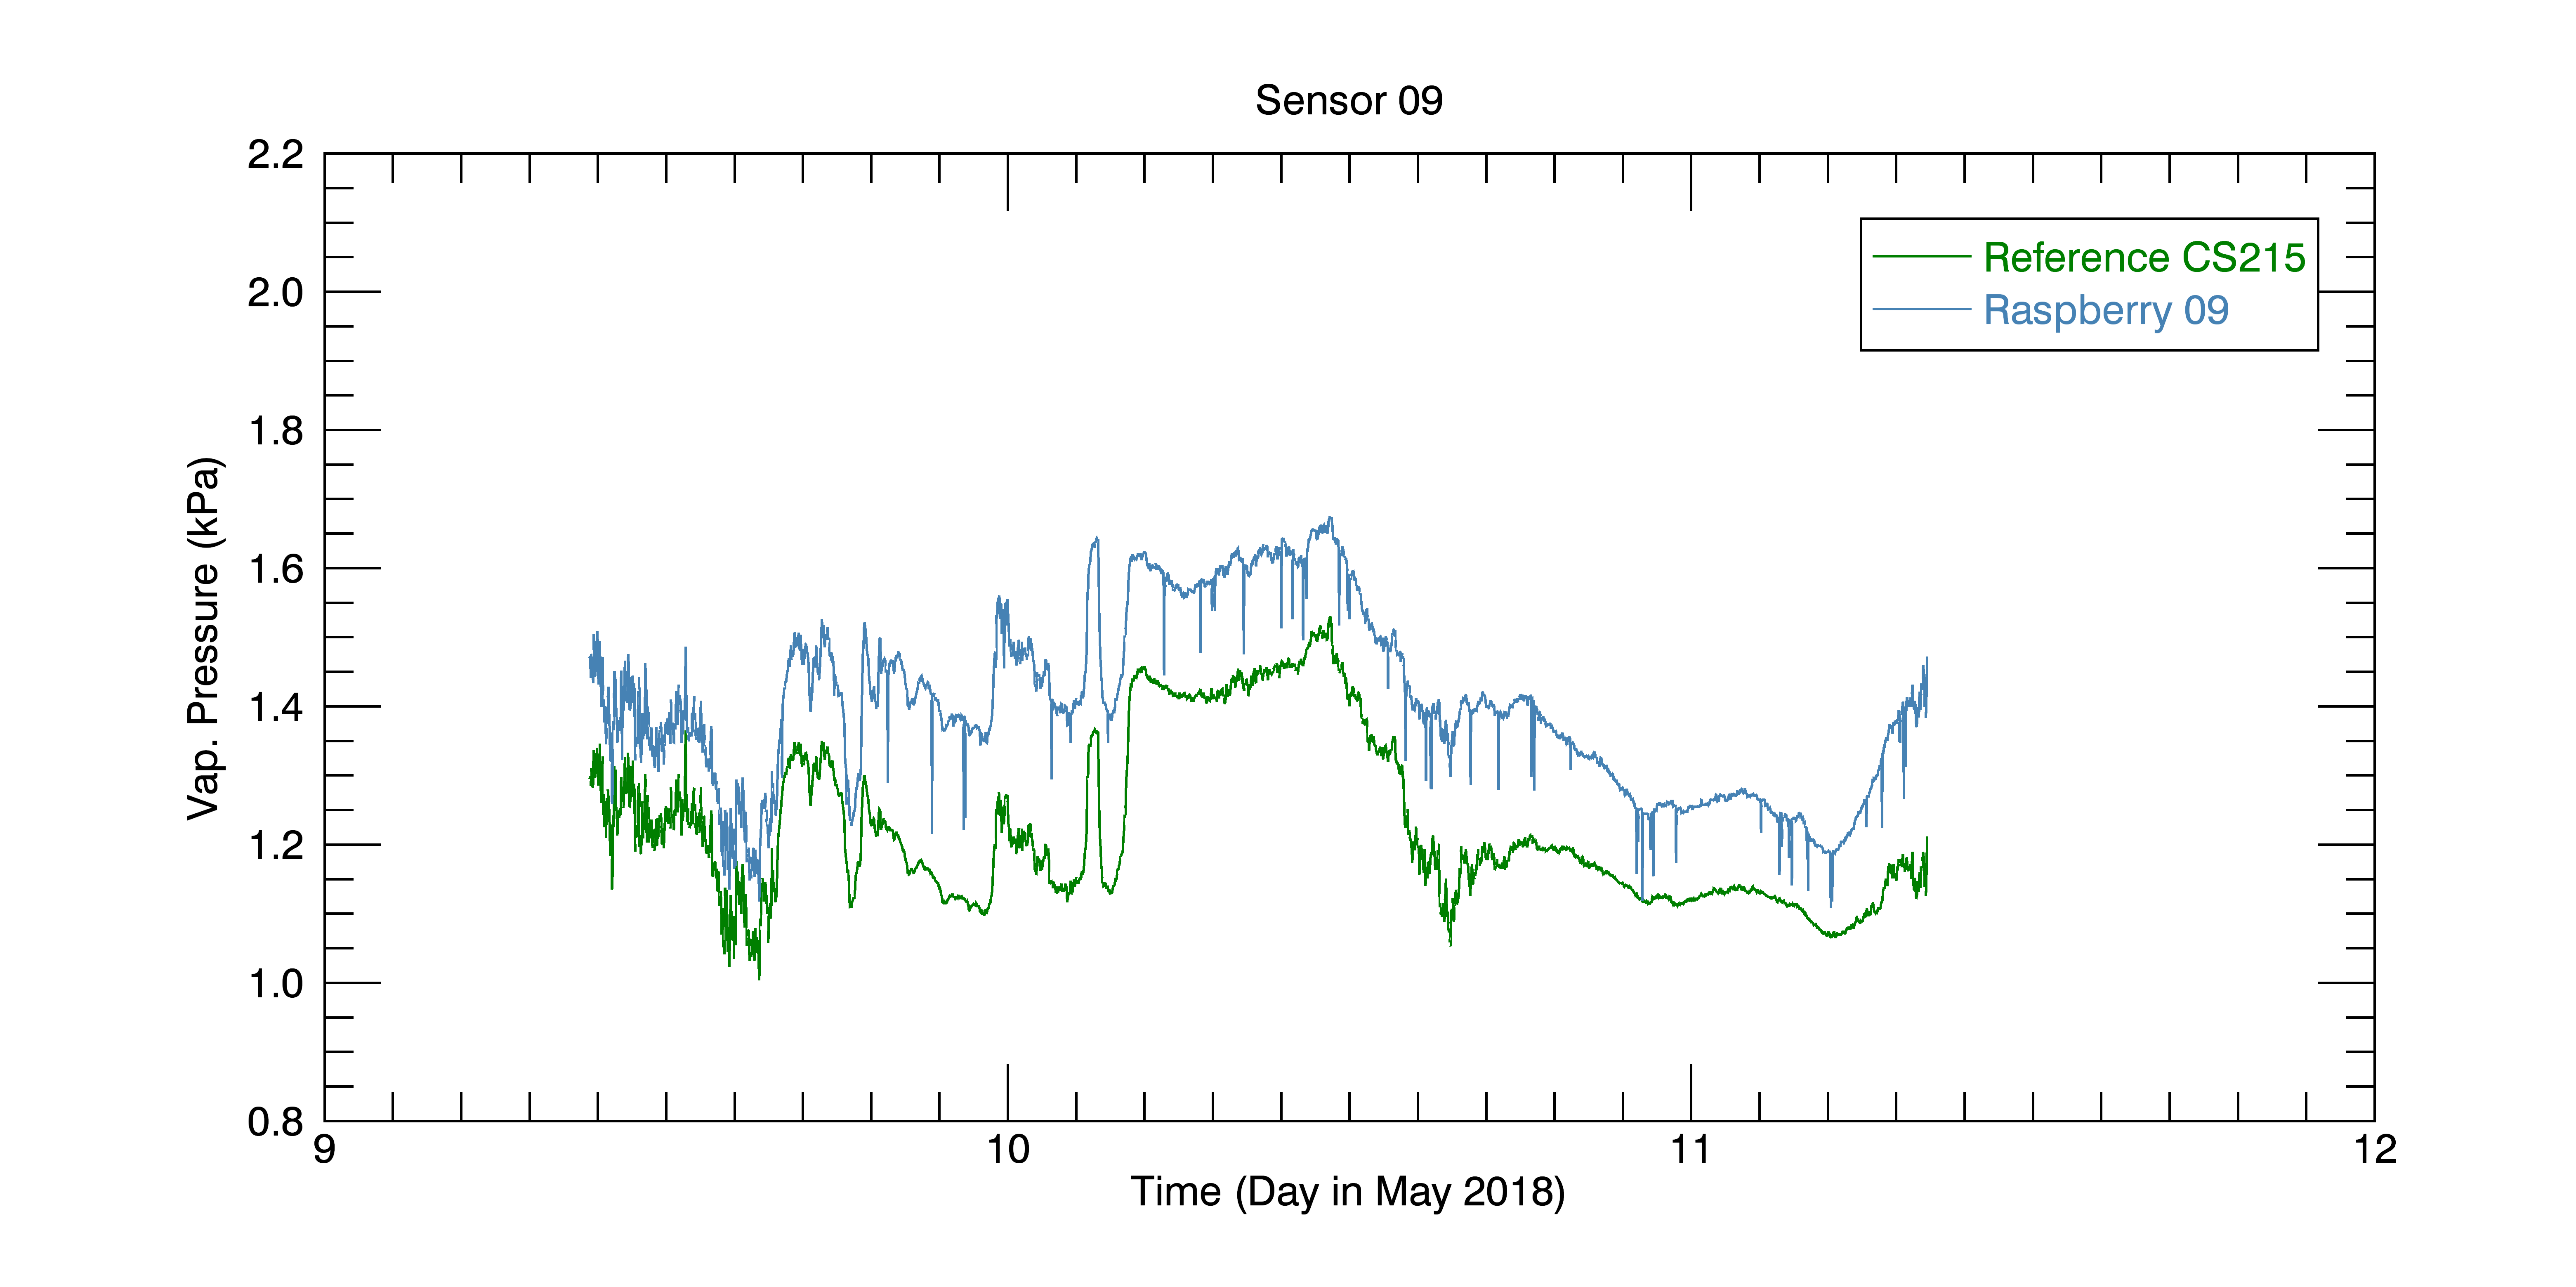 Sensor 09
2.2
2.0
1.8
1.6
1.4
1.2
1.0
0.8
Vap. Pressure (kPa)
Reference CS215
Raspberry 09
9 10 11 12
Time (Day in May 2018)